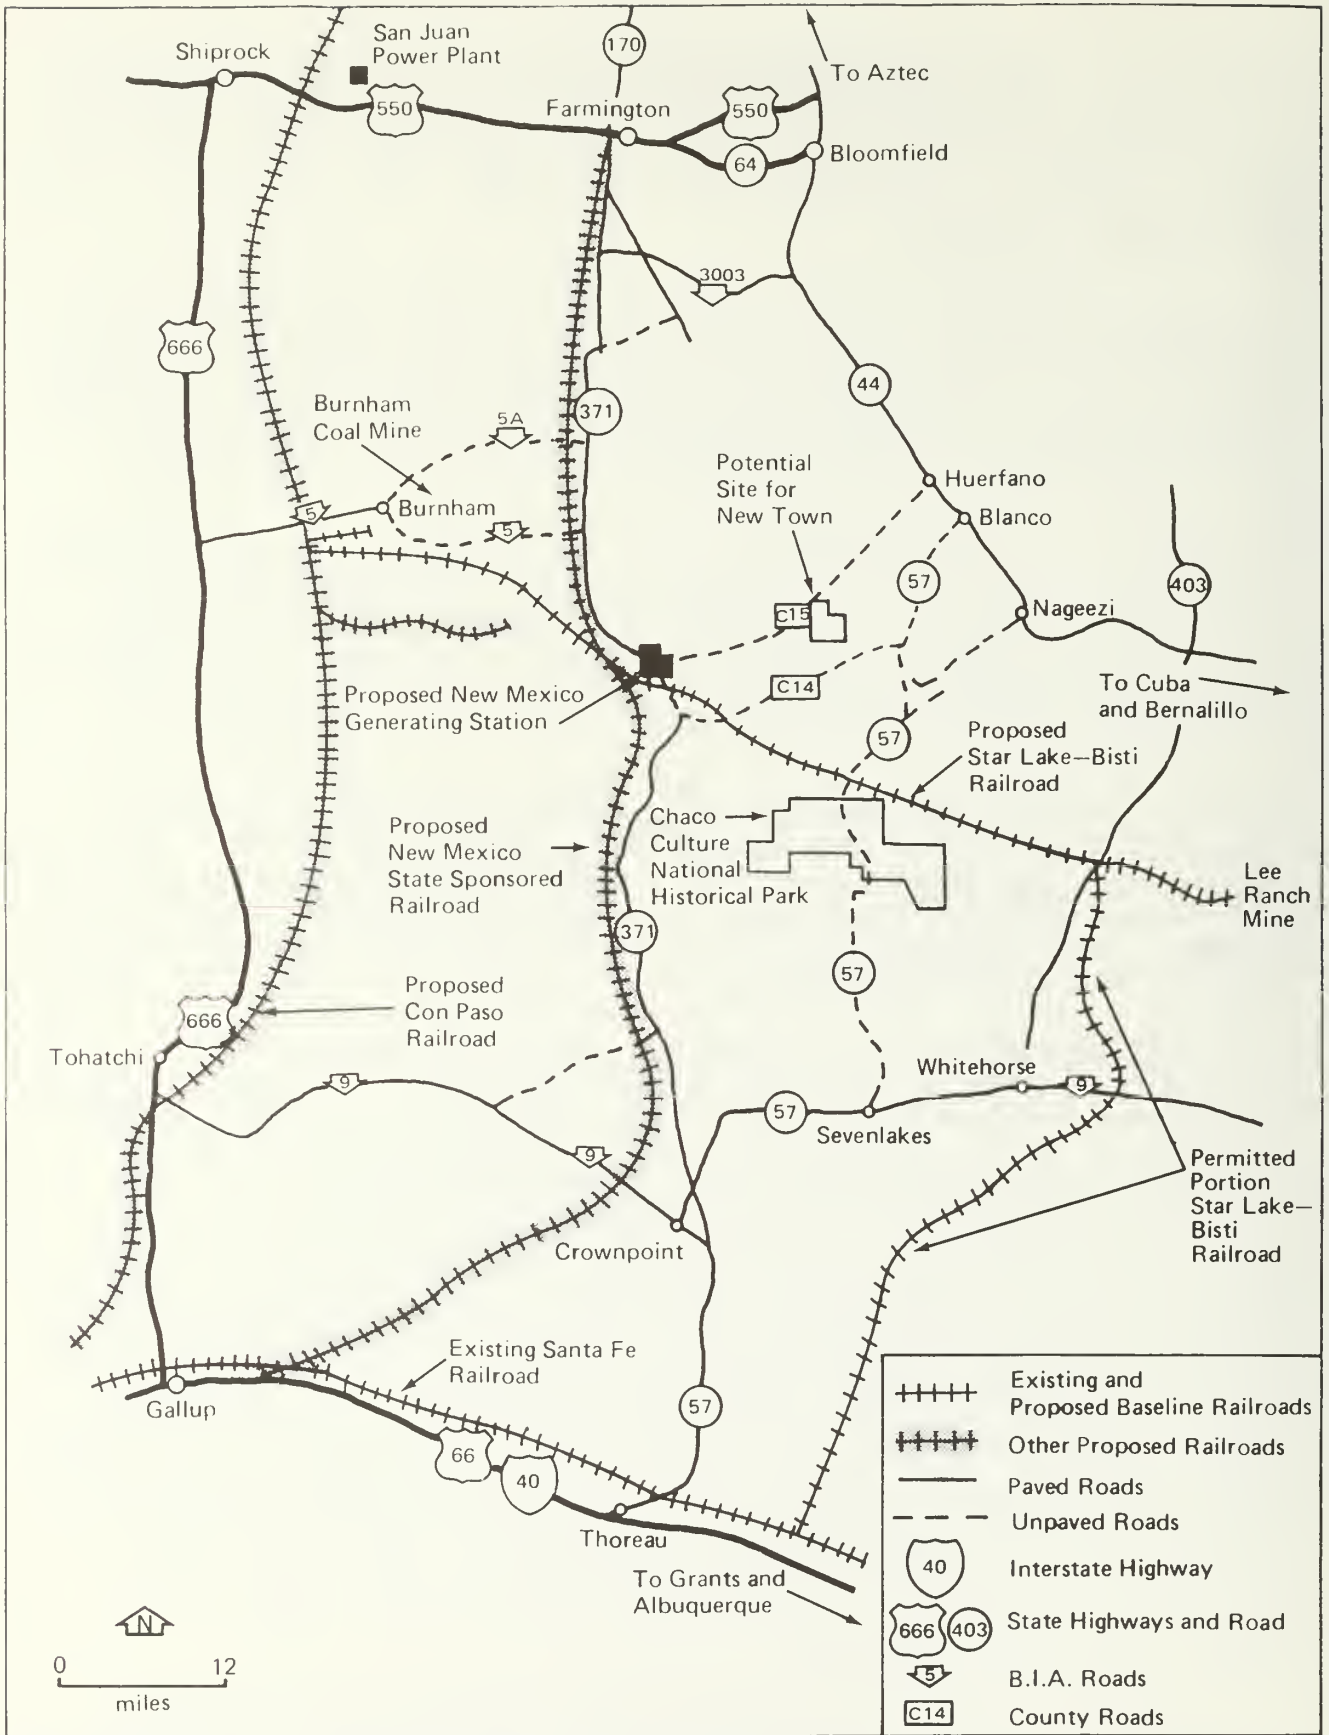 San Juan
Power Plant
Shiprock
170
To Aztec
550
Farmington
550
64
Bloomfield
3003
666
44
371
Burnham
Coal Mine
5A
Potential
Site for
New Town
Huerfano
5
Burnham
5
Blanco
57
403
C15
Nageezi
C14
Proposed New Mexico
Generating Station
To Cuba
and Bernalillo
57
Proposed
Star Lake—Bisti
Railroad
Proposed
New Mexico
State Sponsored
Railroad
Chaco
Culture
National
Historical Park
Lee
Ranch
Mine
371
57
Proposed
Con Paso
Railroad
666
Tohatchi
9
Whitehorse
9
57
Sevenlakes
9
Permitted
Portion
Star Lake—
Bisti
Railroad
Crownpoint
Existing Santa Fe
Railroad
Gallup
57
66
40
Thoreau
To Grants and
Albuquerque
N
0 12
miles
Existing and
Proposed Baseline Railroads
Other Proposed Railroads
Paved Roads
Unpaved Roads
40 Interstate Highway
666 403 State Highways and Road
5 B.I.A. Roads
C14 County Roads